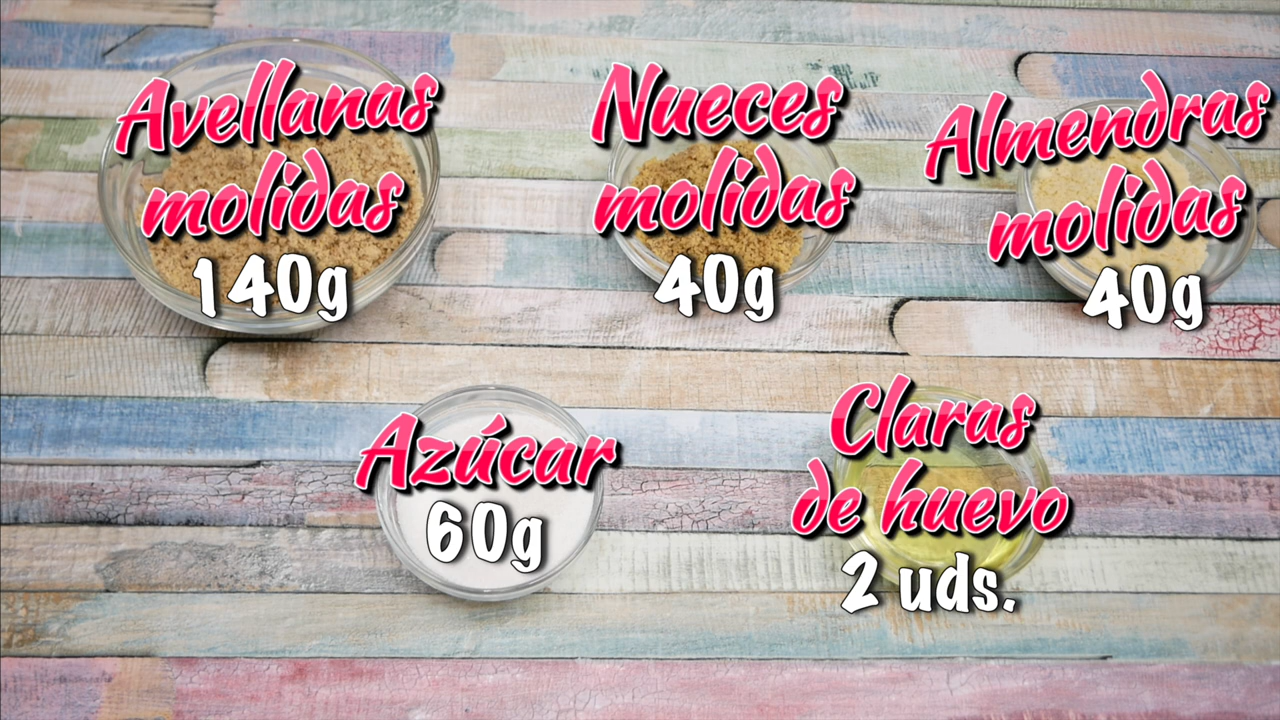 Avellanas
molidas
140g
Nueces
molidas
40g
Almendras
molidas
40g
Azúcar
60g
Claras
de huevo
2 uds.